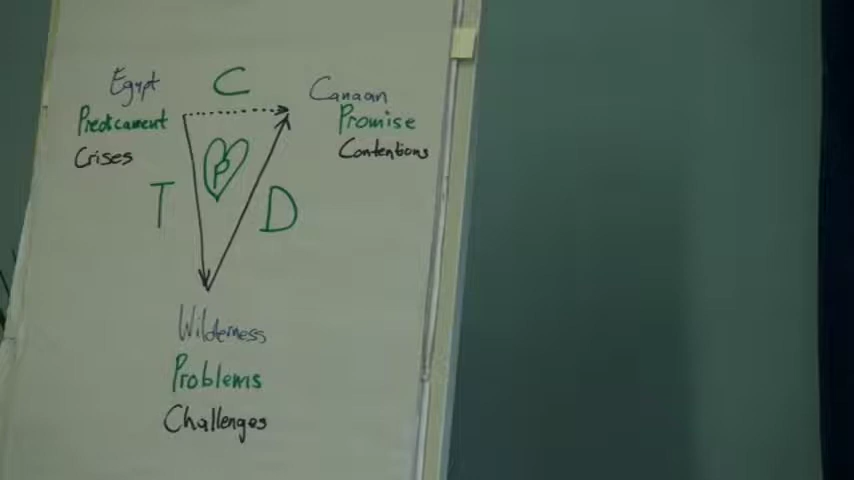 Egypt
C
Canaan
Predicament
Promise
Crises
Contentions
P
T
D
Wilderness
Problems
Challenges